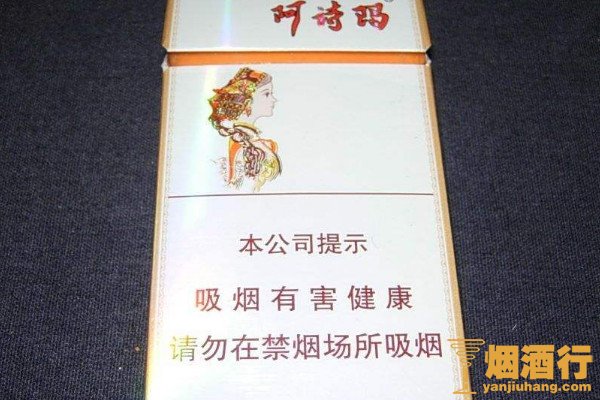 阿诗玛
本公司提示
吸烟有害健康
请勿在禁烟场所吸烟
烟酒行
yanjiuhang.com